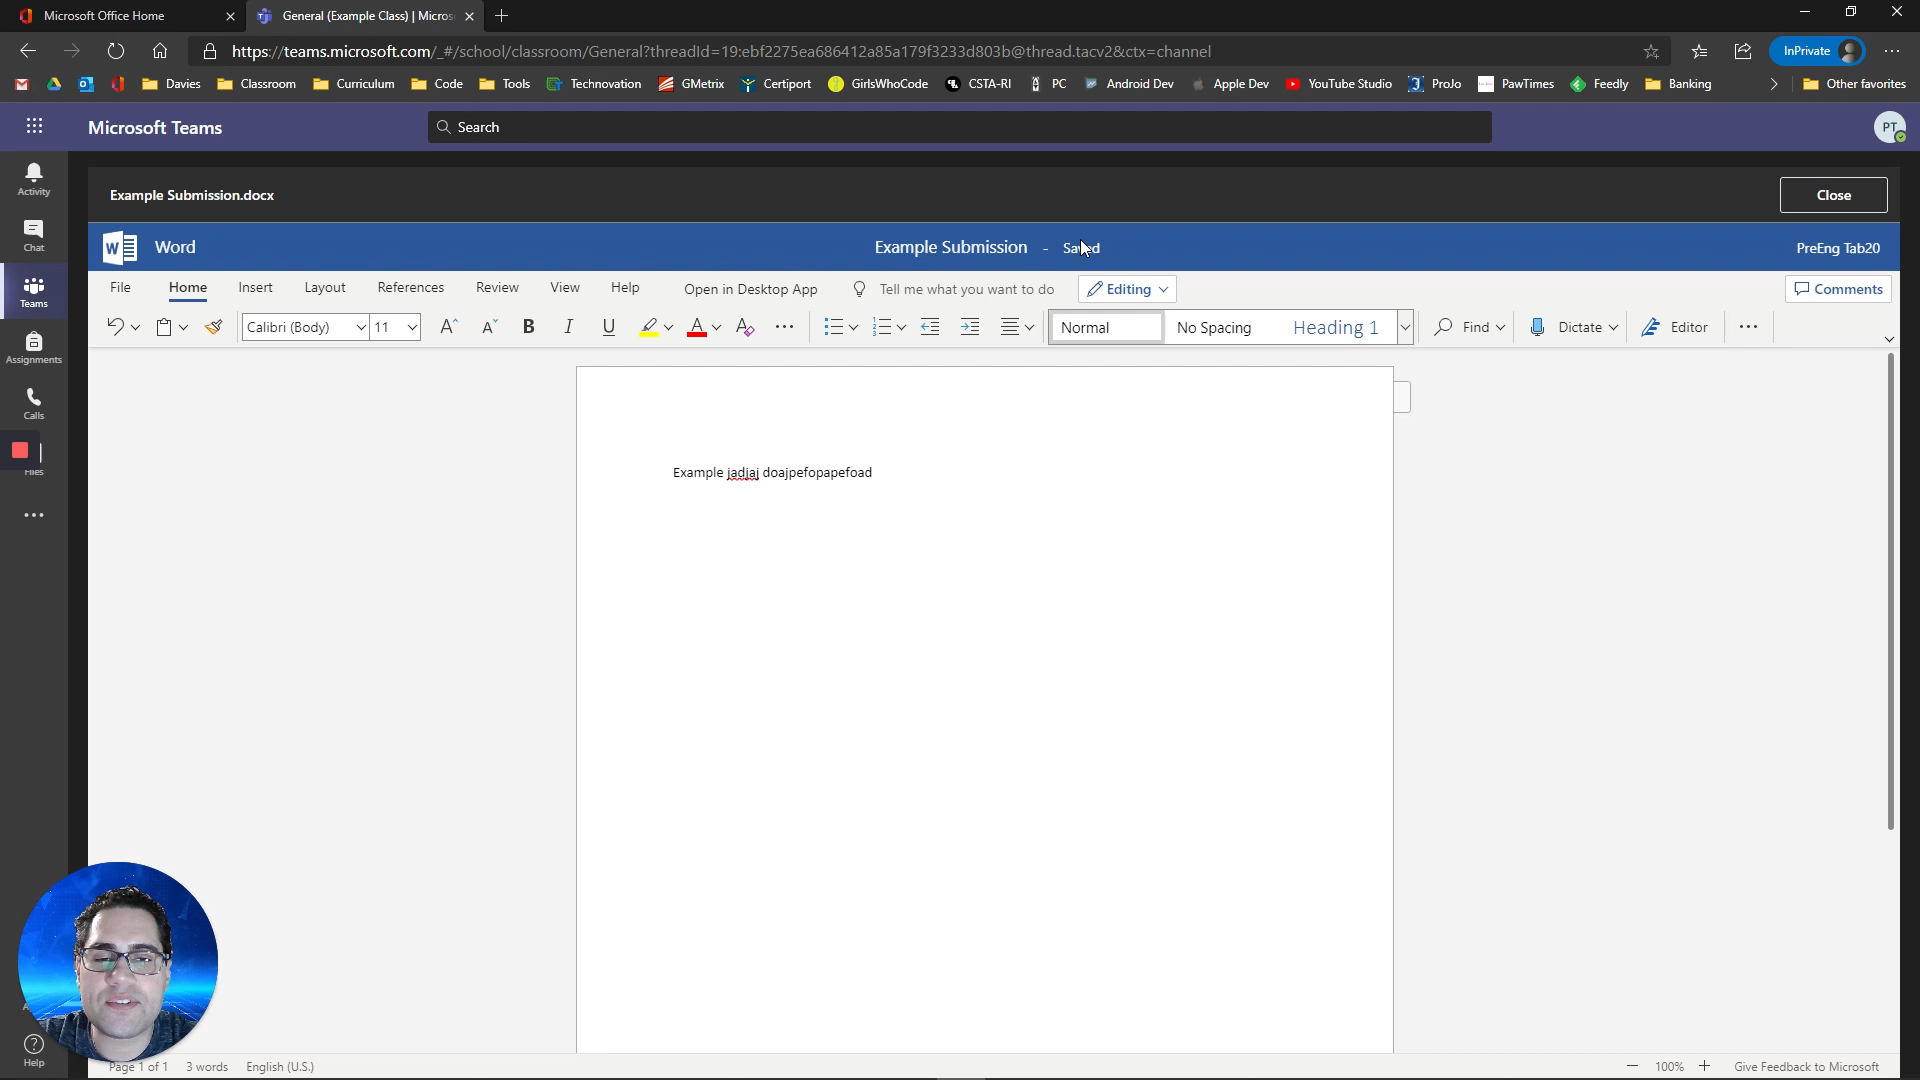 Microsoft Office Home
General (Example Class) | Micros
https://teams.microsoft.com/_#/school/classroom/General?threadId=19:ebf2275ea686412a85a179f3233d803b@thread.tacv2&ctx=channel
InPrivate
Davies Classroom Curriculum Code Tools Technovation GMetrix Certiport GirlsWhoCode CSTA-RI PC Android Dev Apple Dev YouTube Studio ProJo PawTimes Feedly Banking Other favorites
Microsoft Teams
Search
PT
Activity
Chat
Teams
Assignments
Calls
Files
Help
Example Submission.docx
Close
Word
Example Submission - Saved
PreEng Tab20
File Home Insert Layout References Review View Help Open in Desktop App Tell me what you want to do Editing Comments
Calibri (Body) 11 Normal No Spacing Heading 1 Find Dictate Editor
Example jadjaj doajpefopapefoad
Page 1 of 1 3 words English (U.S.) 100% Give Feedback to Microsoft